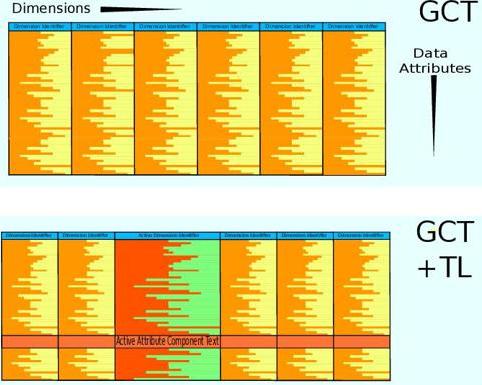 Dimensions
GCT
Dimension Identifier Dimension Identifier Dimension Identifier Dimension Identifier Dimension Identifier Dimension Identifier
Data
Attributes
GCT
+TL
Dimension Identifier Dimension Identifier Active Dimension Identifier Dimension Identifier Dimension Identifier Dimension Identifier
Active Attribute Component Text